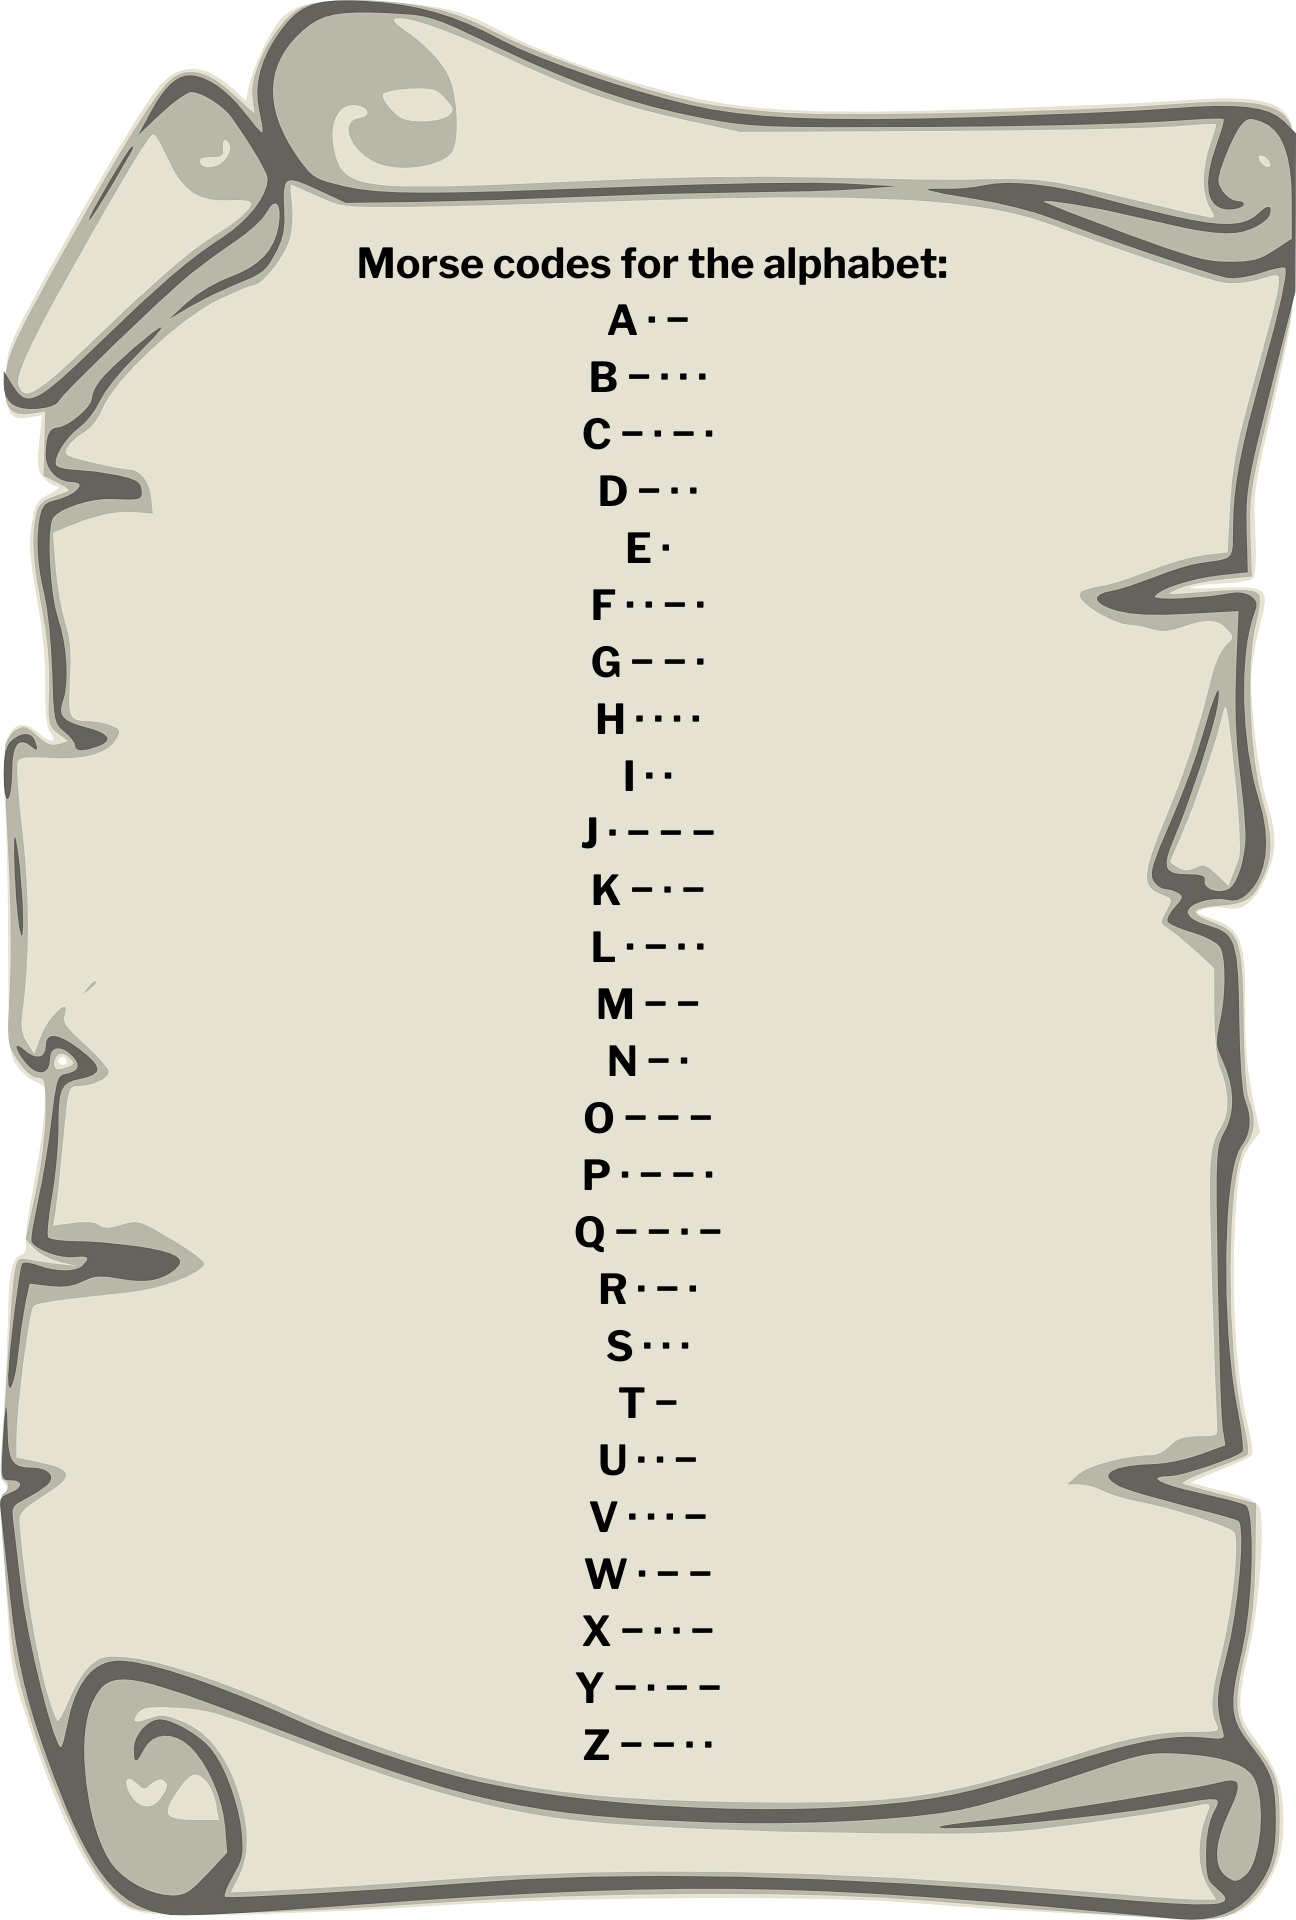 Morse codes for the alphabet:
A · –
B – · · ·
C – · – ·
D – · ·
E ·
F · · – ·
G – – ·
H · · · ·
I · ·
J · – – –
K – · –
L · – · ·
M – –
N – ·
O – – –
P · – – ·
Q – – · –
R · – ·
S · · ·
T –
U · · –
V · · · –
W · – –
X – · · –
Y – · – –
Z – – · ·